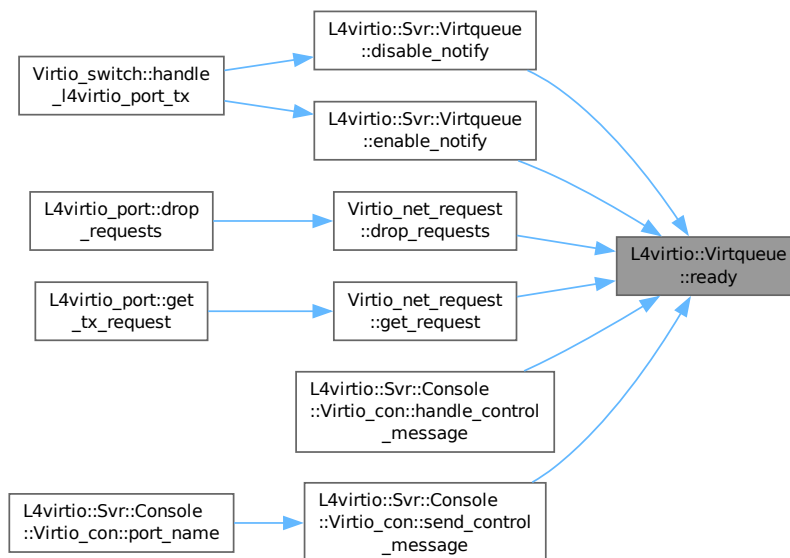 L4virtio::Svr::Virtqueue
::disable_notify
Virtio_switch::handle
_l4virtio_port_tx
L4virtio::Svr::Virtqueue
::enable_notify
L4virtio_port::drop
_requests
Virtio_net_request
::drop_requests
L4virtio::Virtqueue
::ready
L4virtio_port::get
_tx_request
Virtio_net_request
::get_request
L4virtio::Svr::Console
::Virtio_con::handle_control
_message
L4virtio::Svr::Console
::Virtio_con::port_name
L4virtio::Svr::Console
::Virtio_con::send_control
_message